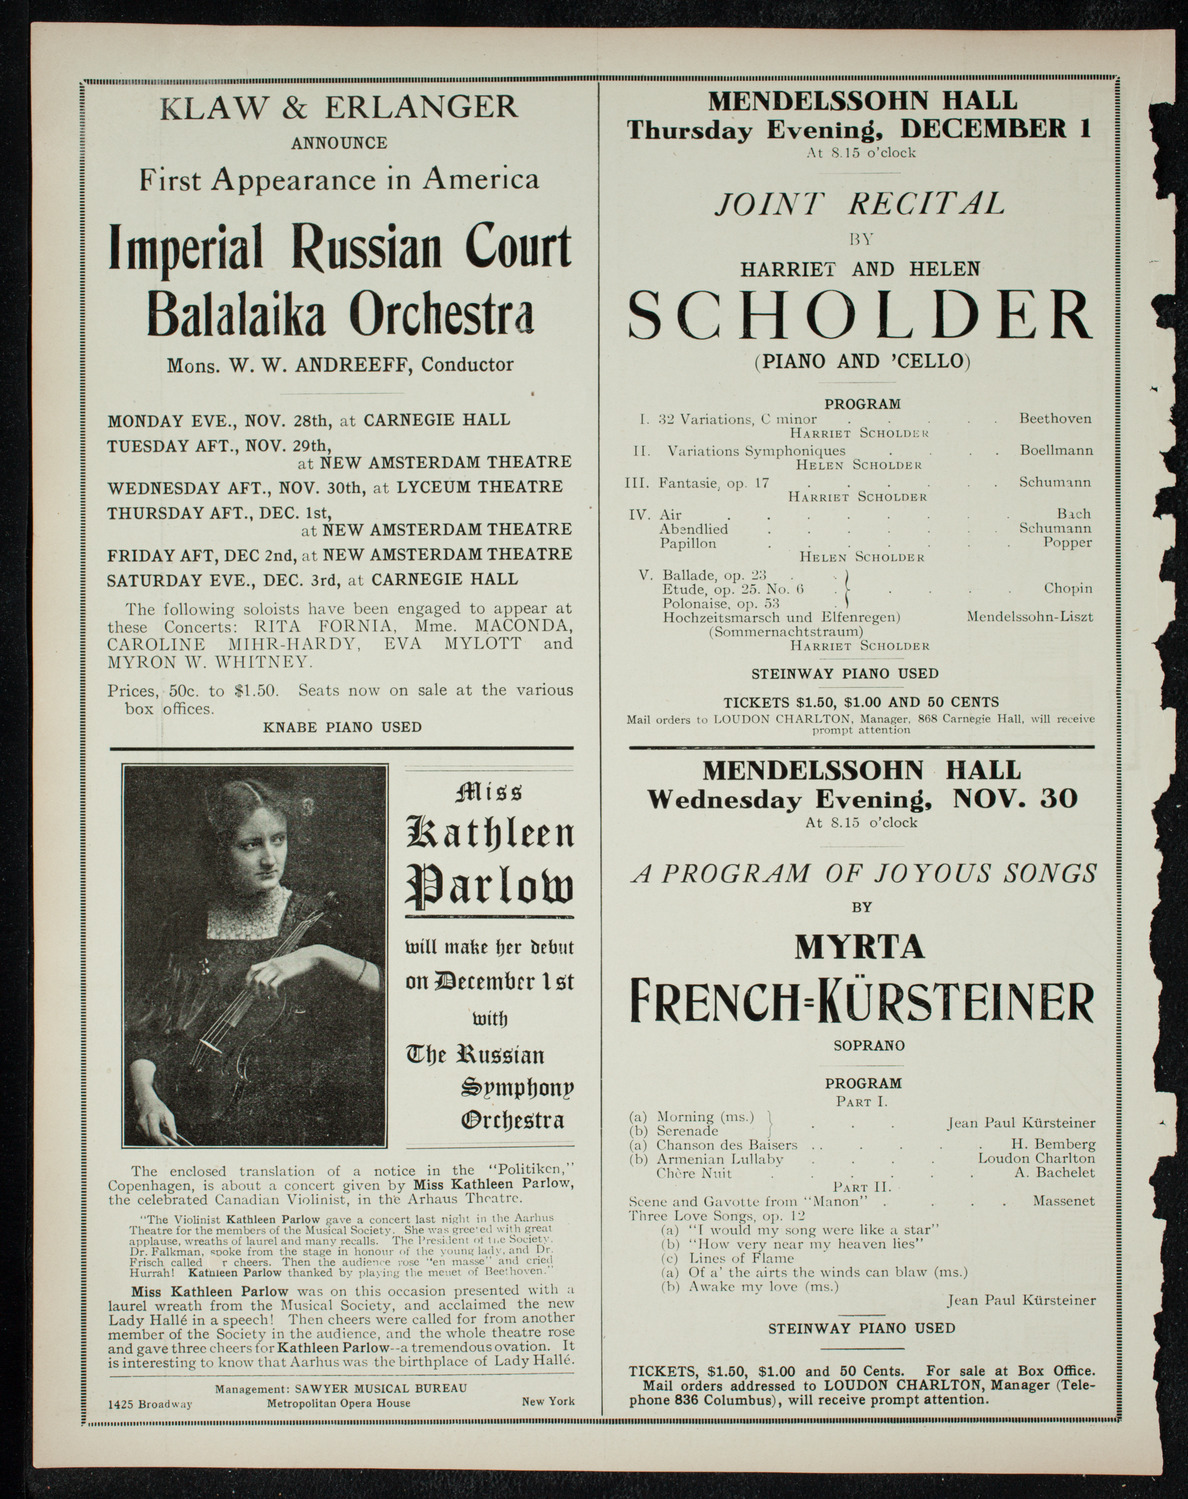 KLAW & ERLANGER
ANNOUNCE
First Appearance in America
Imperial Russian Court
Balalaika Orchestra
Mons. W. W. ANDREEFF, Conductor
MONDAY EVE., NOV. 28th, at CARNEGIE HALL
TUESDAY AFT., NOV. 29th,
at NEW AMSTERDAM THEATRE
WEDNESDAY AFT., NOV. 30th, at LYCEUM THEATRE
THURSDAY AFT., DEC. 1st,
at NEW AMSTERDAM THEATRE
FRIDAY AFT, DEC 2nd, at NEW AMSTERDAM THEATRE
SATURDAY EVE., DEC. 3rd, at CARNEGIE HALL
The following soloists have been engaged to appear at
these Concerts: RITA FORNIA, Mme. MACONDA,
CAROLINE MIHR-HARDY, EVA MYLOTT and
MYRON W. WHITNEY.
Prices, 50c. to $1.50. Seats now on sale at the various
box offices.
KNABE PIANO USED
Miss
Kathleen
Parlow
will make her debut
on December 1st
with
The Russian
Symphony
Orchestra
The enclosed translation of a notice in the "Politiken,"
Copenhagen, is about a concert given by Miss Kathleen Parlow,
the celebrated Canadian Violinist, in the Arhaus Theatre.
"The Violinist Kathleen Parlow gave a concert last night in the Aarhus
Theatre for the members of the Musical Society. She was greeted with great
applause, wreaths of laurel and many recalls. The President of the Society,
Dr. Falkman, spoke from the stage in honour of the young lady, and Dr.
Frisch called r cheers. Then the audience rose "en masse" and cried
Hurrah! Kathleen Parlow thanked by playing the menuet of Beethoven."
Miss Kathleen Parlow was on this occasion presented with a
laurel wreath from the Musical Society, and acclaimed the new
Lady Hallé in a speech! Then cheers were called for from another
member of the Society in the audience, and the whole theatre rose
and gave three cheers for Kathleen Parlow--a tremendous ovation. It
is interesting to know that Aarhus was the birthplace of Lady Hallé.
Management: SAWYER MUSICAL BUREAU
1425 Broadway Metropolitan Opera House New York
MENDELSSOHN HALL
Thursday Evening, DECEMBER 1
At 8.15 o'clock
JOINT RECITAL
BY
HARRIET AND HELEN
SCHOLDER
(PIANO AND 'CELLO)
PROGRAM
I. 32 Variations, C minor . . . . . Beethoven
HARRIET SCHOLDER
II. Variations Symphoniques . . . . Boellmann
HELEN SCHOLDER
III. Fantasie, op. 17 . . . . . . Schumann
HARRIET SCHOLDER
IV. Air . . . . . . . . Bach
Abendlied . . . . . . . Schumann
Papillon . . . . . . . Popper
HELEN SCHOLDER
V. Ballade, op. 23
Etude, op. 25. No. 6 . . . . . Chopin
Polonaise, op. 53
Hochzeitsmarsch und Elfenregen) Mendelssohn-Liszt
(Sommernachtstraum)
HARRIET SCHOLDER
STEINWAY PIANO USED
TICKETS $1.50, $1.00 AND 50 CENTS
Mail orders to LOUDON CHARLTON, Manager, 868 Carnegie Hall, will receive
prompt attention
MENDELSSOHN HALL
Wednesday Evening, NOV. 30
At 8.15 o'clock
A PROGRAM OF JOYOUS SONGS
BY
MYRTA
FRENCH=KÜRSTEINER
SOPRANO
PROGRAM
PART I.
(a) Morning (ms.)
(b) Serenade . . . Jean Paul Kürsteiner
(a) Chanson des Baisers . . . . . . H. Bemberg
(b) Armenian Lullaby . . . . . Loudon Charlton
Chère Nuit . . . . . . A. Bachelet
PART II.
Scene and Gavotte from "Manon" . . . . Massenet
Three Love Songs, op. 12
(a) "I would my song were like a star"
(b) "How very near my heaven lies"
(c) Lines of Flame
(a) Of a' the airts the winds can blaw (ms.)
(b) Awake my love (ms.)
Jean Paul Kürsteiner
STEINWAY PIANO USED
TICKETS, $1.50, $1.00 and 50 Cents. For sale at Box Office.
Mail orders addressed to LOUDON CHARLTON, Manager (Tele-
phone 836 Columbus), will receive prompt attention.